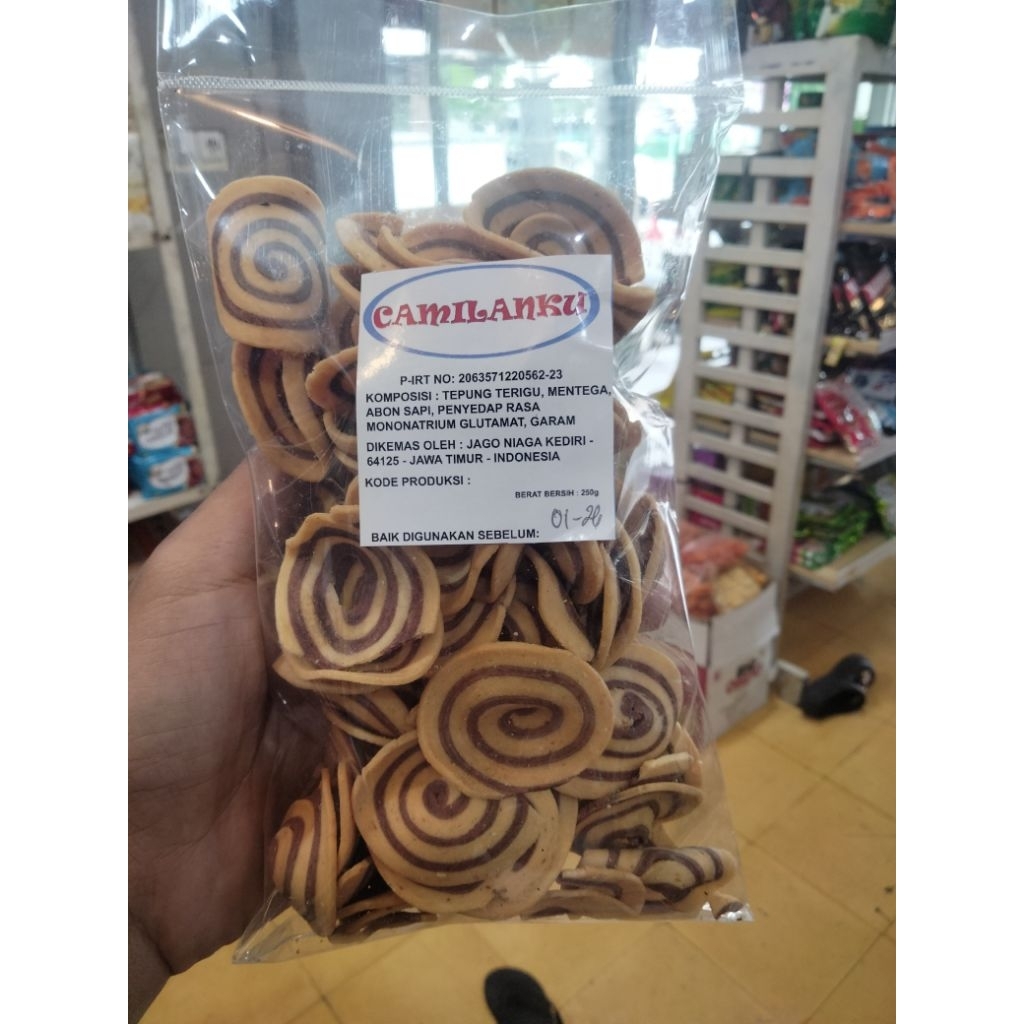 CAMILANKU
P-IRT NO: 2063571220562-23
KOMPOSISI : TEPUNG TERIGU, MENTEGA,
ABON SAPI, PENYEDAP RASA
MONONATRIUM GLUTAMAT, GARAM
DIKEMAS OLEH : JAGO NIAGA KEDIRI -
64125 - JAWA TIMUR - INDONESIA
KODE PRODUKSI :
BERAT BERSIH : 250g
01-26
BAIK DIGUNAKAN SEBELUM: